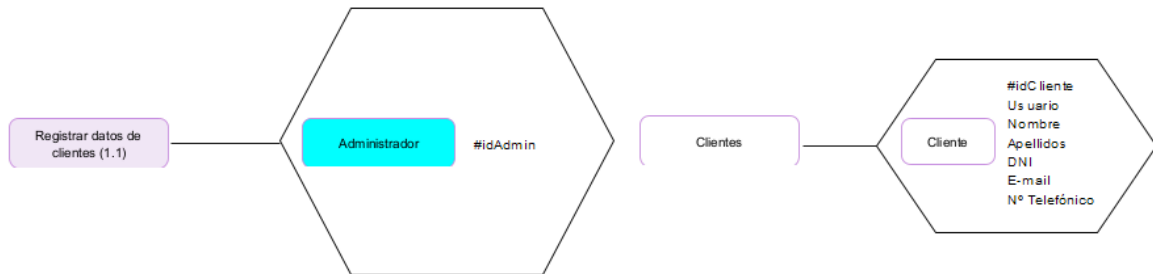 Registrar datos de
clientes (1.1)
Administrador
#idAdmin
Clientes
Cliente
#idCliente
Usuario
Nombre
Apellidos
DNI
E-mail
Nº Telefónico